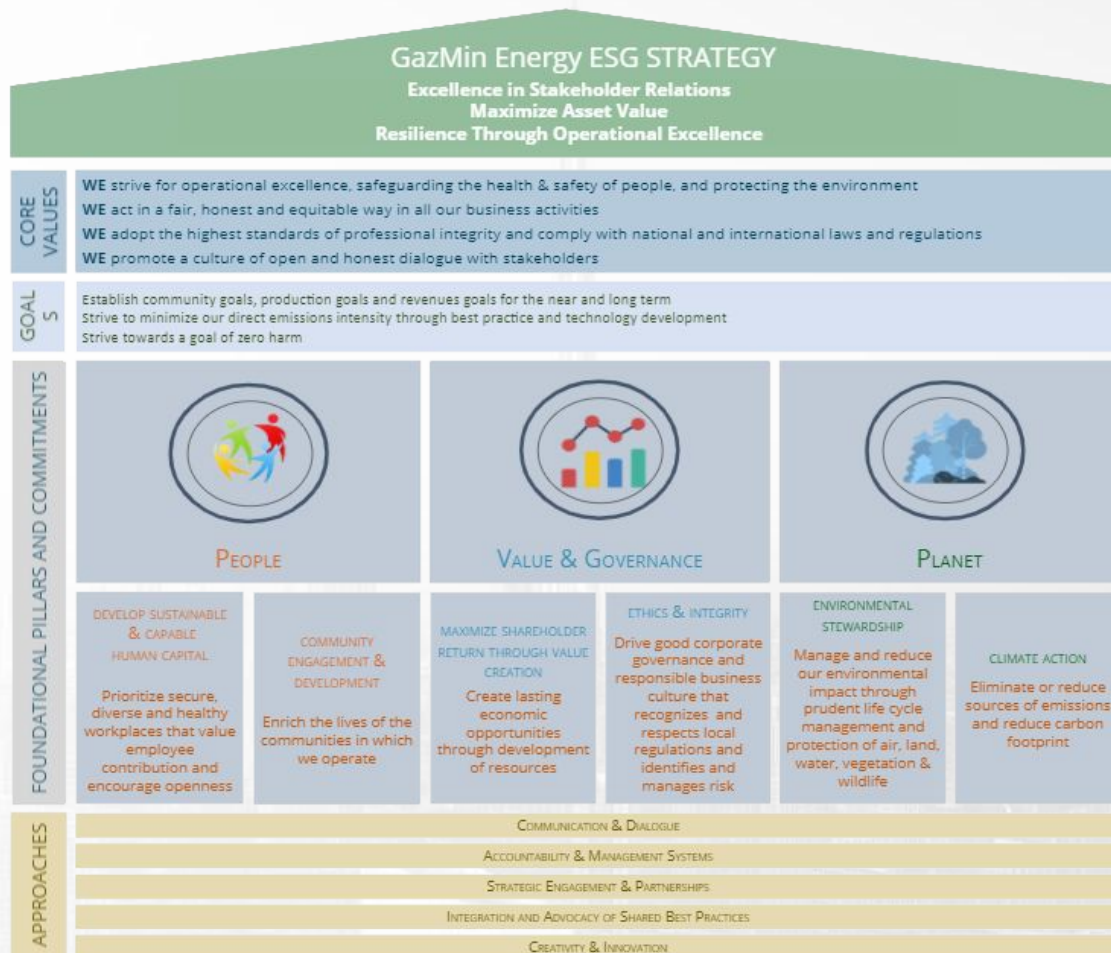 GazMin Energy ESG STRATEGY
Excellence in Stakeholder Relations
Maximize Asset Value
Resilience Through Operational Excellence
CORE
VALUES
WE strive for operational excellence, safeguarding the health & safety of people, and protecting the environment
WE act in a fair, honest and equitable way in all our business activities
WE adopt the highest standards of professional integrity and comply with national and international laws and regulations
WE promote a culture of open and honest dialogue with stakeholders
GOAL
S
Establish community goals, production goals and revenues goals for the near and long term
Strive to minimize our direct emissions intensity through best practice and technology development
Strive towards a goal of zero harm
FOUNDATIONAL PILLARS AND COMMITMENTS
PEOPLE
VALUE & GOVERNANCE
PLANET
DEVELOP SUSTAINABLE
& CAPABLE
HUMAN CAPITAL
Prioritize secure,
diverse and healthy
workplaces that value
employee
contribution and
encourage openness
COMMUNITY
ENGAGEMENT &
DEVELOPMENT
Enrich the lives of the
communities in which
we operate
MAXIMIZE SHAREHOLDER
RETURN THROUGH VALUE
CREATION
Create lasting
economic
opportunities
through development
of resources
ETHICS & INTEGRITY
Drive good corporate
governance and
responsible business
culture that
recognizes and
respects local
regulations and
identifies and
manages risk
ENVIRONMENTAL
STEWARDSHIP
Manage and reduce
our environmental
impact through
prudent life cycle
management and
protection of air, land,
water, vegetation &
wildlife
CLIMATE ACTION
Eliminate or reduce
sources of emissions
and reduce carbon
footprint
APPROACHES
COMMUNICATION & DIALOGUE
ACCOUNTABILITY & MANAGEMENT SYSTEMS
STRATEGIC ENGAGEMENT & PARTNERSHIPS
INTEGRATION AND ADVOCACY OF SHARED BEST PRACTICES
CREATIVITY & INNOVATION